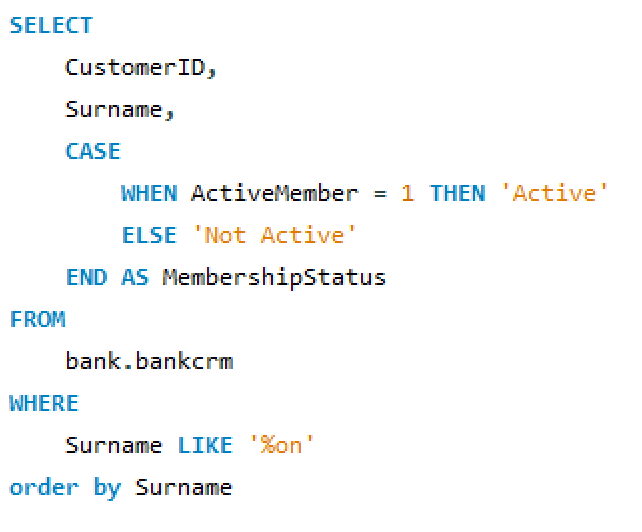 SELECT
    CustomerID,
    Surname,
    CASE
        WHEN ActiveMember = 1 THEN 'Active'
        ELSE 'Not Active'
    END AS MembershipStatus
FROM
    bank.bankcrm
WHERE
    Surname LIKE '%on'
order by Surname